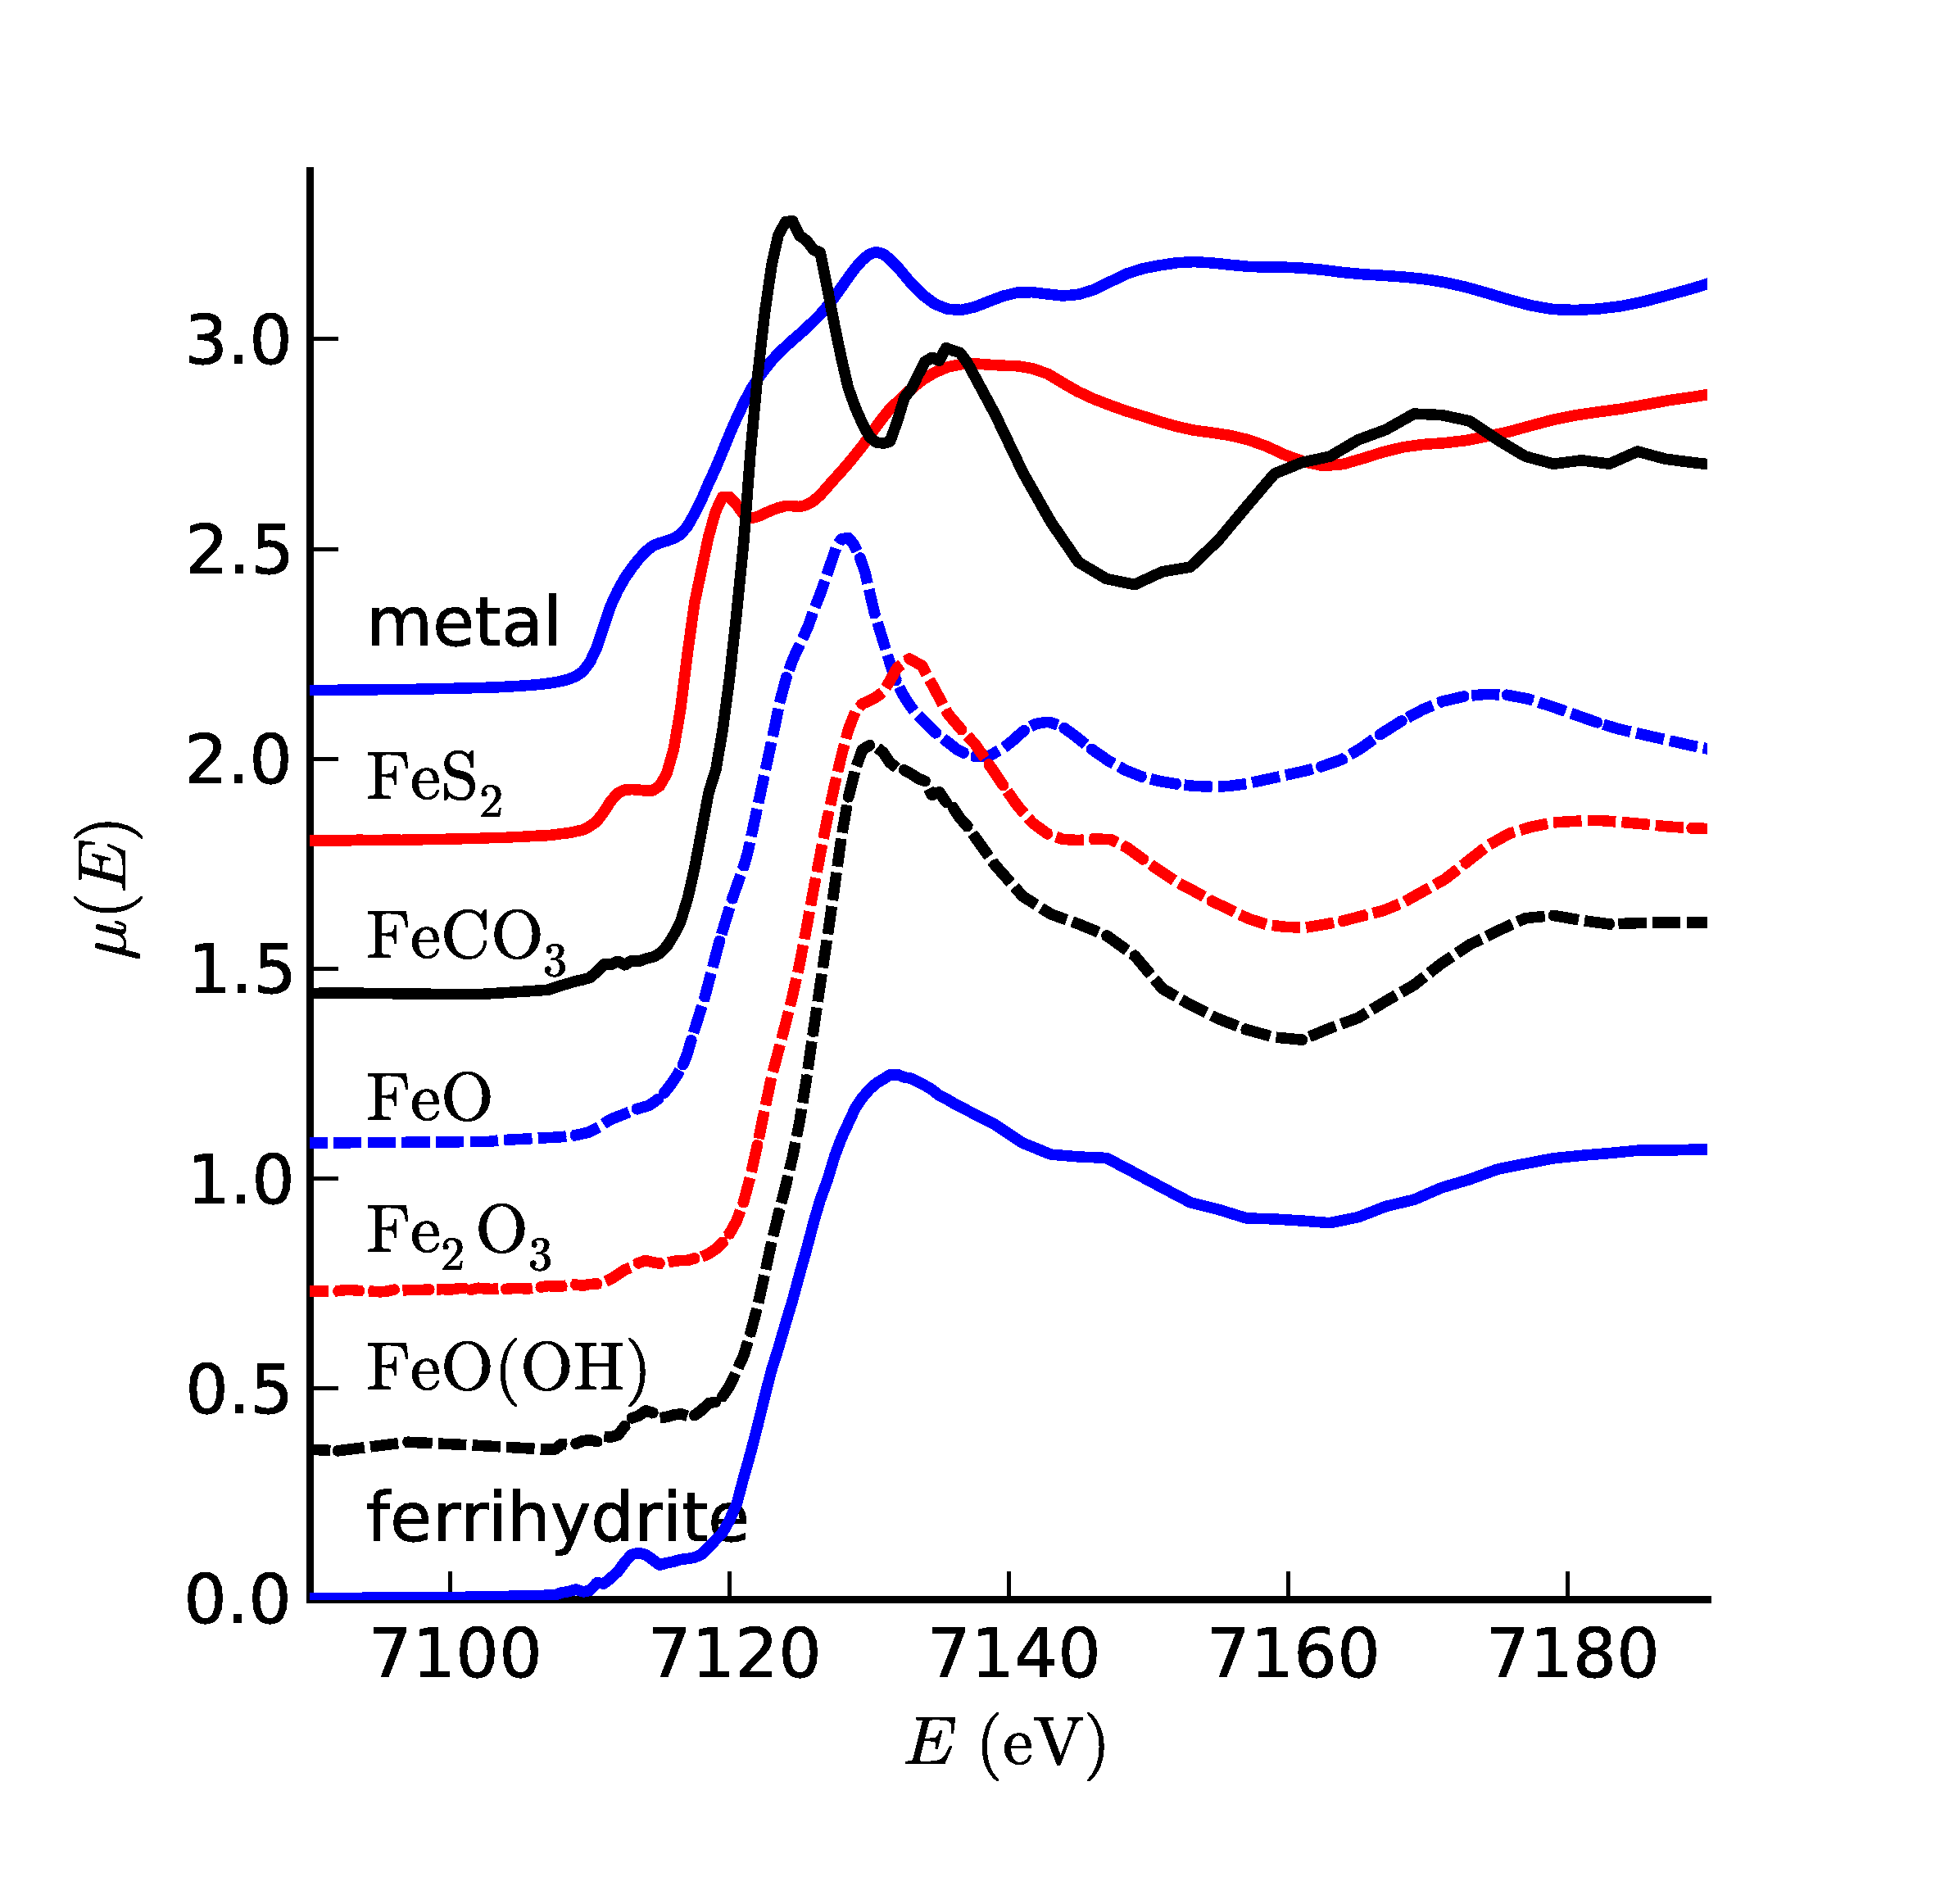 μ(E)
3.0
2.5
2.0
1.5
1.0
0.5
0.0
metal
FeS₂
FeCO₃
FeO
Fe₂O₃
FeO(OH)
ferrihydrite
7100 7120 7140 7160 7180
E (eV)